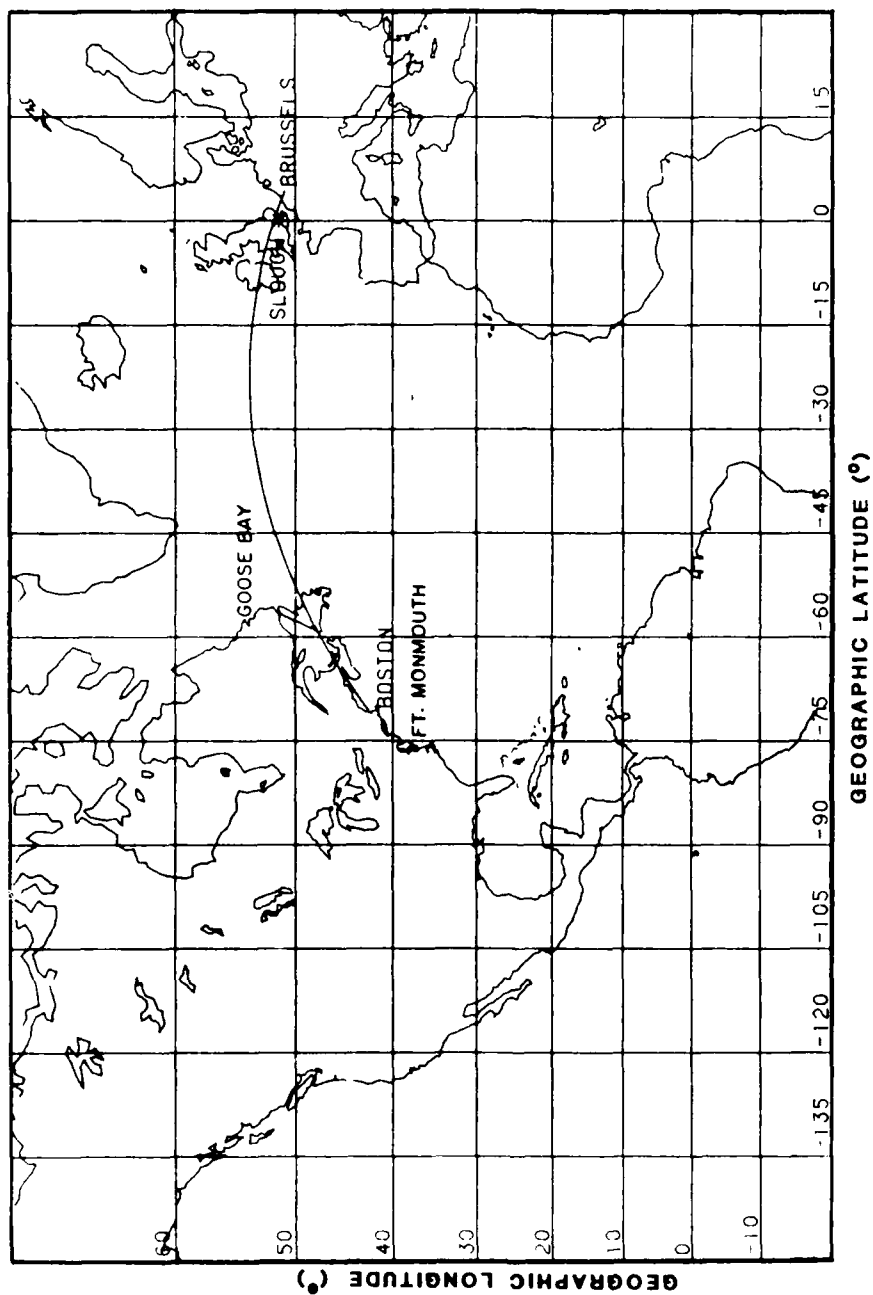 GEOGRAPHIC LONGITUDE (°)
60
50
40
30
20
10
0
-10
BRUSSELS
SLOUGH
GOOSE BAY
BOSTON
FT. MONMOUTH
-135
-120
-105
-90
-75
-60
-45
-30
-15
0
15
GEOGRAPHIC LATITUDE (°)